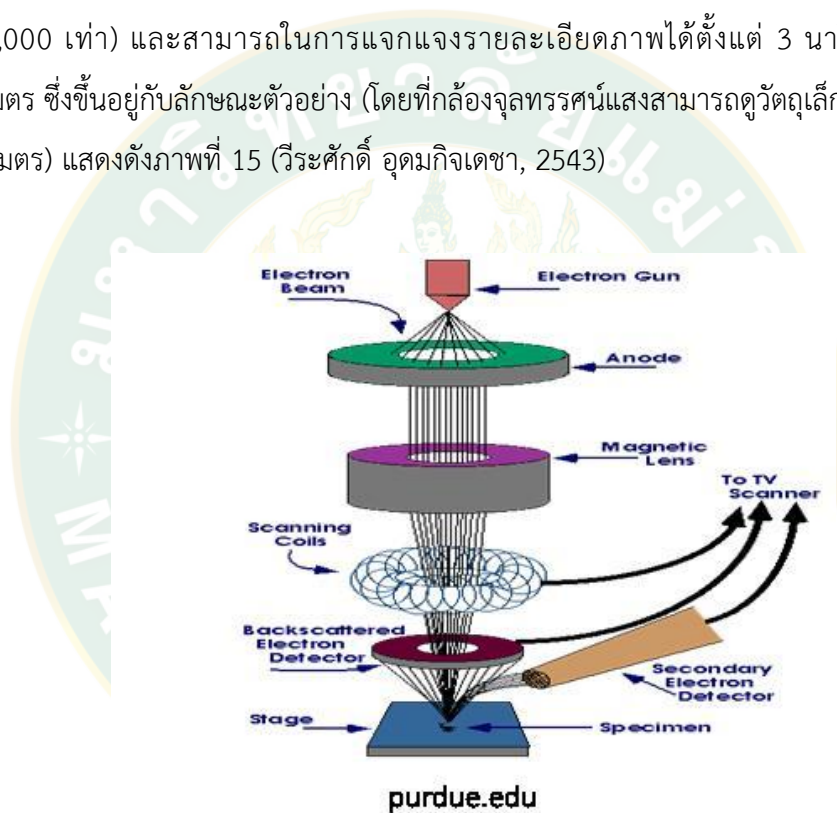 ,000 เท่า) และสามารถในการแจกแจงรายละเอียดภาพได้ตั้งแต่ 3 นา
มตร ซึ่งขึ้นอยู่กับลักษณะตัวอย่าง (โดยที่กล้องจุลทรรศน์แสงสามารถดูวัตถุเล็ก
มตร) แสดงดังภาพที่ 15 (วีระศักดิ์ อุดมกิจเดชา, 2543)
Electron Beam
Electron Gun
Anode
Magnetic Lens
To TV Scanner
Scanning Coils
Backscattered Electron Detector
Secondary Electron Detector
Stage
Specimen
purdue.edu